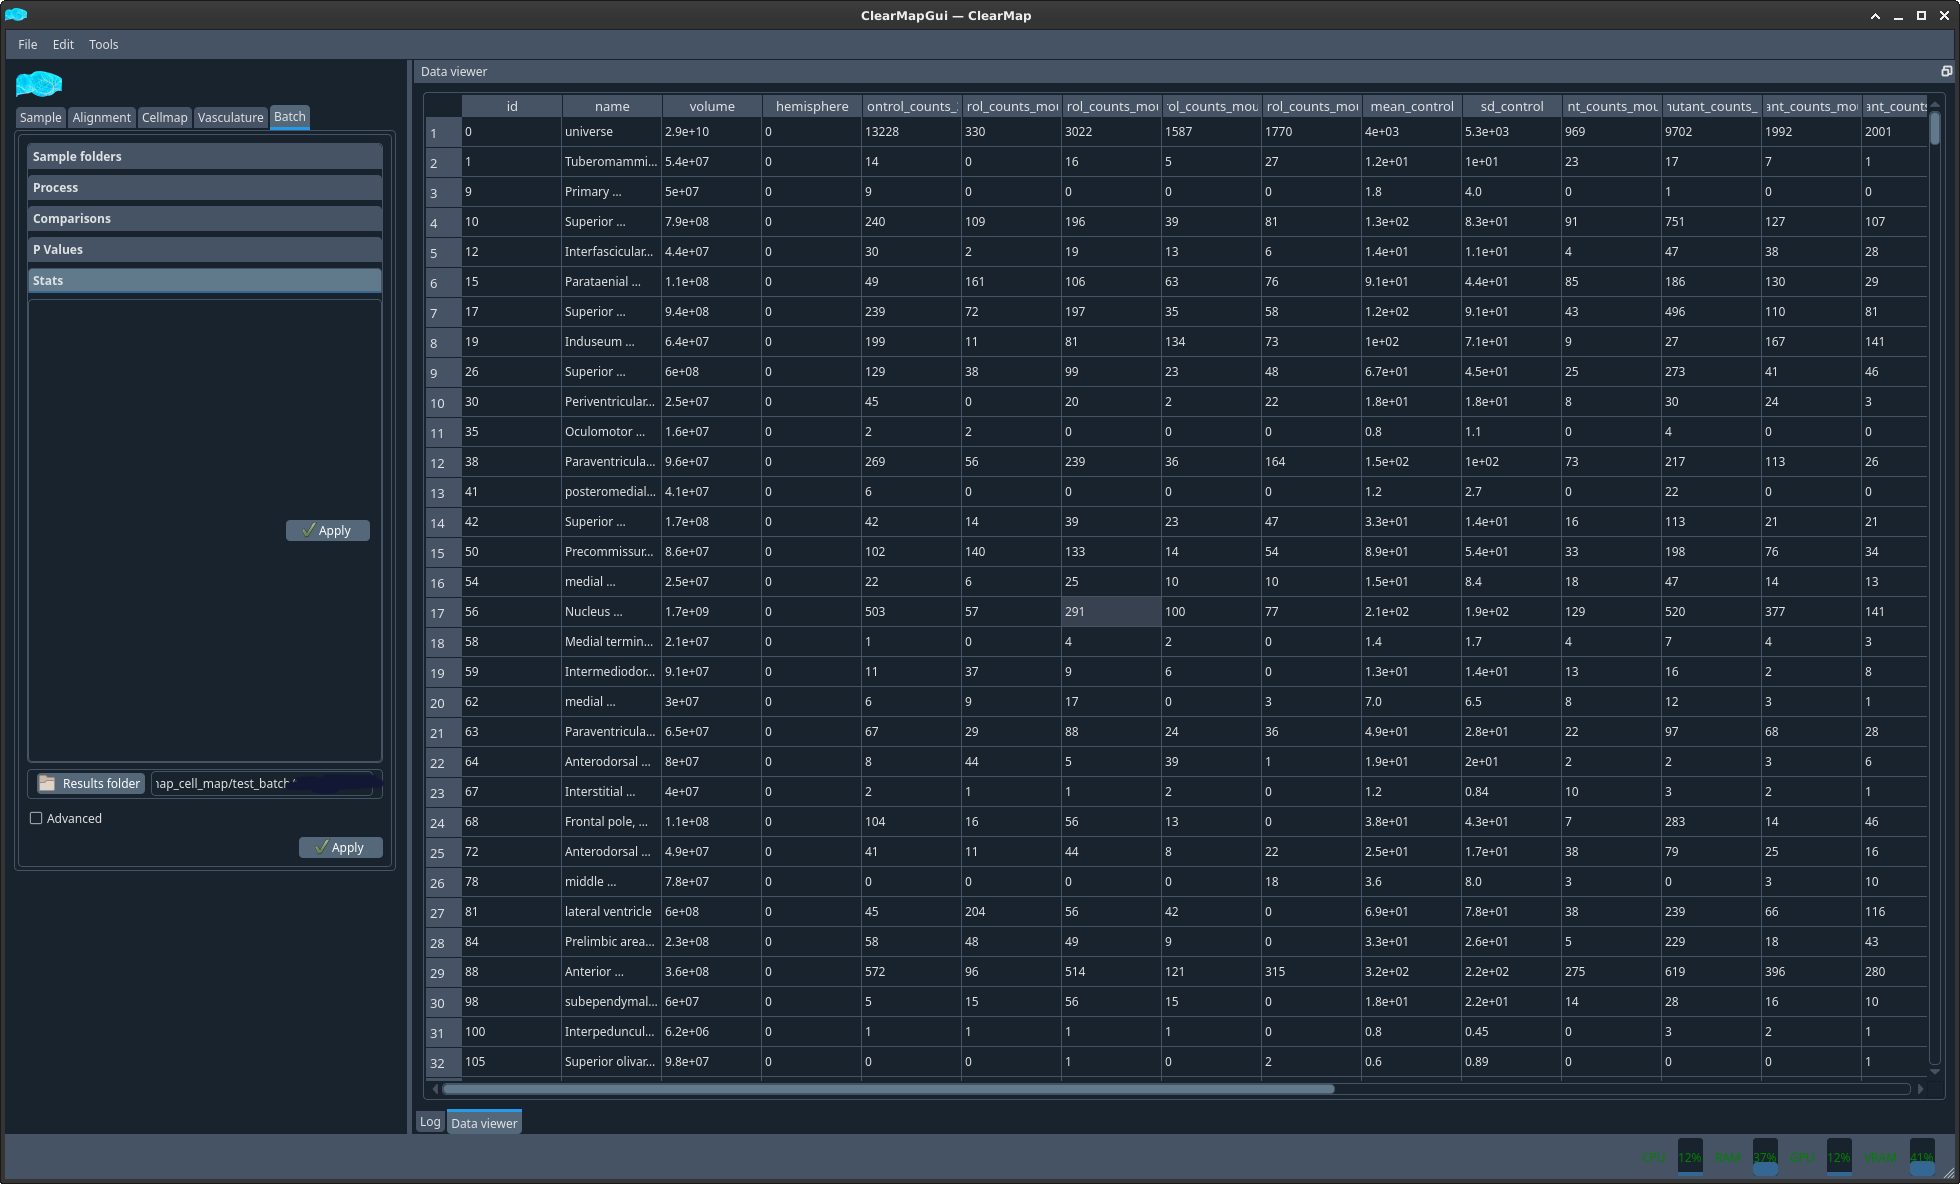 ClearMapGui — ClearMap
File Edit Tools
Sample Alignment Cellmap Vasculature Batch
Sample folders
Process
Comparisons
P Values
Stats
Apply
Results folder ıap_cell_map/test_batch/
Advanced
Apply
Data viewer
id name volume hemisphere ontrol_counts_ rol_counts_mou rol_counts_mou rol_counts_mou rol_counts_mou mean_control sd_control nt_counts_mou nutant_counts_ ant_counts_mou ant_counts
1 0 universe 2.9e+10 0 13228 330 3022 1587 1770 4e+03 5.3e+03 969 9702 1992 2001
2 1 Tuberomammi... 5.4e+07 0 14 0 16 5 27 1.2e+01 1e+01 23 17 7 1
3 9 Primary ... 5e+07 0 9 0 0 0 0 1.8 4.0 0 1 0 0
4 10 Superior ... 7.9e+08 0 240 109 196 39 81 1.3e+02 8.3e+01 91 751 127 107
5 12 Interfascicular... 4.4e+07 0 30 2 19 13 6 1.4e+01 1.1e+01 4 47 38 28
6 15 Parataenial ... 1.1e+08 0 49 161 106 63 76 9.1e+01 4.4e+01 85 186 130 29
7 17 Superior ... 9.4e+08 0 239 72 197 35 58 1.2e+02 9.1e+01 43 496 110 81
8 19 Induseum ... 6.4e+07 0 199 11 81 134 73 1e+02 7.1e+01 9 27 167 141
9 26 Superior ... 6e+08 0 129 38 99 23 48 6.7e+01 4.5e+01 25 273 41 46
10 30 Periventricular... 2.5e+07 0 45 0 20 2 22 1.8e+01 1.8e+01 8 30 24 3
11 35 Oculomotor ... 1.6e+07 0 2 2 0 0 0 0.8 1.1 0 4 0 0
12 38 Paraventricula... 9.6e+07 0 269 56 239 36 164 1.5e+02 1e+02 73 217 113 26
13 41 posteromedial... 4.1e+07 0 6 0 0 0 0 1.2 2.7 0 22 0 0
14 42 Superior ... 1.7e+08 0 42 14 39 23 47 3.3e+01 1.4e+01 16 113 21 21
15 50 Precommissur... 8.6e+07 0 102 140 133 14 54 8.9e+01 5.4e+01 33 198 76 34
16 54 medial ... 2.5e+07 0 22 6 25 10 10 1.5e+01 8.4 18 47 14 13
17 56 Nucleus ... 1.7e+09 0 503 57 291 100 77 2.1e+02 1.9e+02 129 520 377 141
18 58 Medial termin... 2.1e+07 0 1 0 4 2 0 1.4 1.7 4 7 4 3
19 59 Intermediodor... 9.1e+07 0 11 37 9 6 0 1.3e+01 1.4e+01 13 16 2 8
20 62 medial ... 3e+07 0 6 9 17 0 3 7.0 6.5 8 12 3 1
21 63 Paraventricula... 6.5e+07 0 67 29 88 24 36 4.9e+01 2.8e+01 22 97 68 28
22 64 Anterodorsal ... 8e+07 0 8 44 5 39 1 1.9e+01 2e+01 2 2 3 6
23 67 Interstitial ... 4e+07 0 2 1 1 2 0 1.2 0.84 10 3 2 1
24 68 Frontal pole, ... 1.1e+08 0 104 16 56 13 0 3.8e+01 4.3e+01 7 283 14 46
25 72 Anterodorsal ... 4.9e+07 0 41 11 44 8 22 2.5e+01 1.7e+01 38 79 25 16
26 78 middle ... 7.8e+07 0 0 0 0 0 18 3.6 8.0 3 0 3 10
27 81 lateral ventricle 6e+08 0 45 204 56 42 0 6.9e+01 7.8e+01 38 239 66 116
28 84 Prelimbic area... 2.3e+08 0 58 48 49 9 0 3.3e+01 2.6e+01 5 229 18 43
29 88 Anterior ... 3.6e+08 0 572 96 514 121 315 3.2e+02 2.2e+02 275 619 396 280
30 98 subependymal... 6e+07 0 5 15 56 15 0 1.8e+01 2.2e+01 14 28 16 10
31 100 Interpeduncul... 6.2e+06 0 1 1 1 1 0 0.8 0.45 0 3 2 1
32 105 Superior olivar... 9.8e+07 0 0 0 1 0 2 0.6 0.89 0 0 0 1
Log Data viewer
CPU 12% RAM 37% GPU 12% VRAM 41%